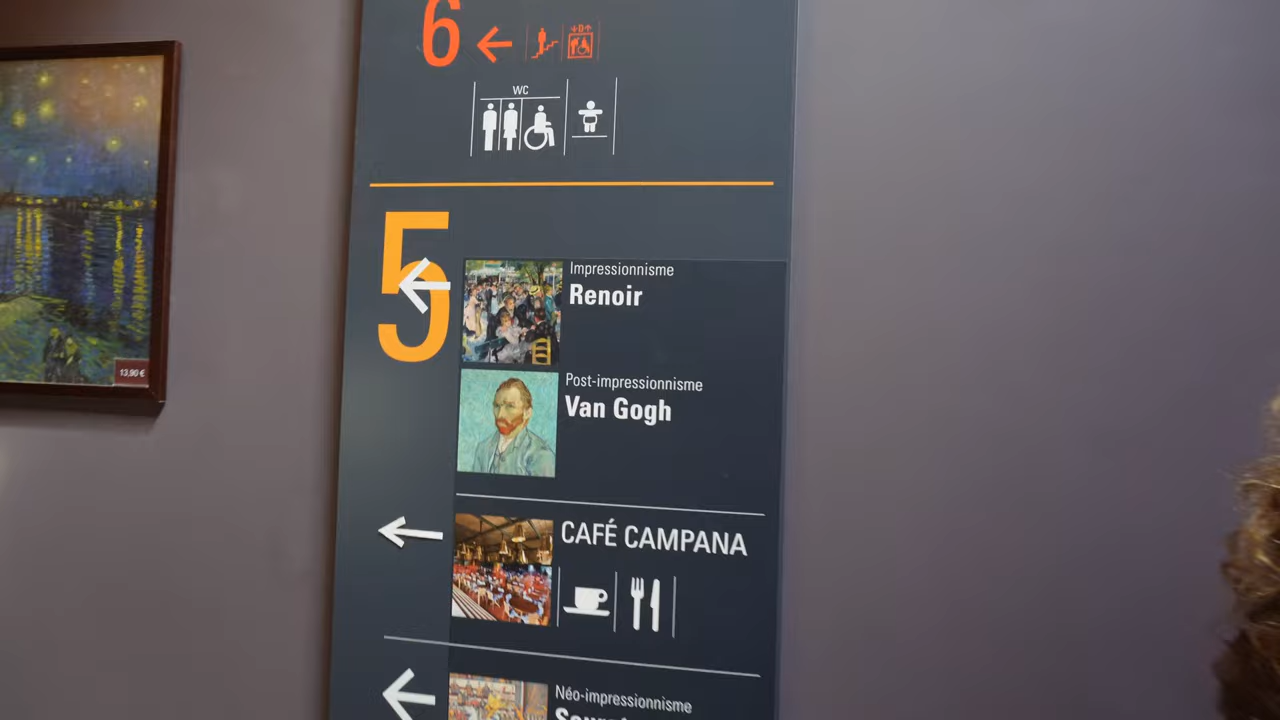 6
D
WC
5
Impressionnisme
Renoir
13,90 €
Post-impressionnisme
Van Gogh
CAFÉ CAMPANA
Néo-impressionnisme